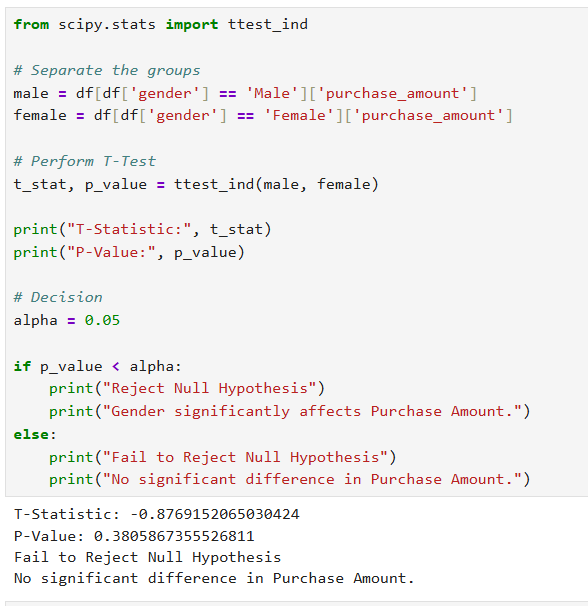 from scipy.stats import ttest_ind
# Separate the groups
male = df[df['gender'] == 'Male']['purchase_amount']
female = df[df['gender'] == 'Female']['purchase_amount']
# Perform T-Test
t_stat, p_value = ttest_ind(male, female)
print("T-Statistic:", t_stat)
print("P-Value:", p_value)
# Decision
alpha = 0.05
if p_value < alpha:
    print("Reject Null Hypothesis")
    print("Gender significantly affects Purchase Amount.")
else:
    print("Fail to Reject Null Hypothesis")
    print("No significant difference in Purchase Amount.")
T-Statistic: -0.8769152065030424
P-Value: 0.3805867355526811
Fail to Reject Null Hypothesis
No significant difference in Purchase Amount.